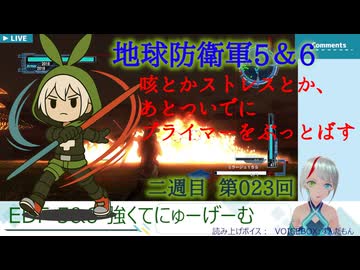 LIVE
Comments
地球防衛軍5＆6
咳とかストレスとか、
あとついでに
プライマーをぶっとばす
二週目 第023回
強くてにゅーげーむ
読み上げボイス： VOICEBOX